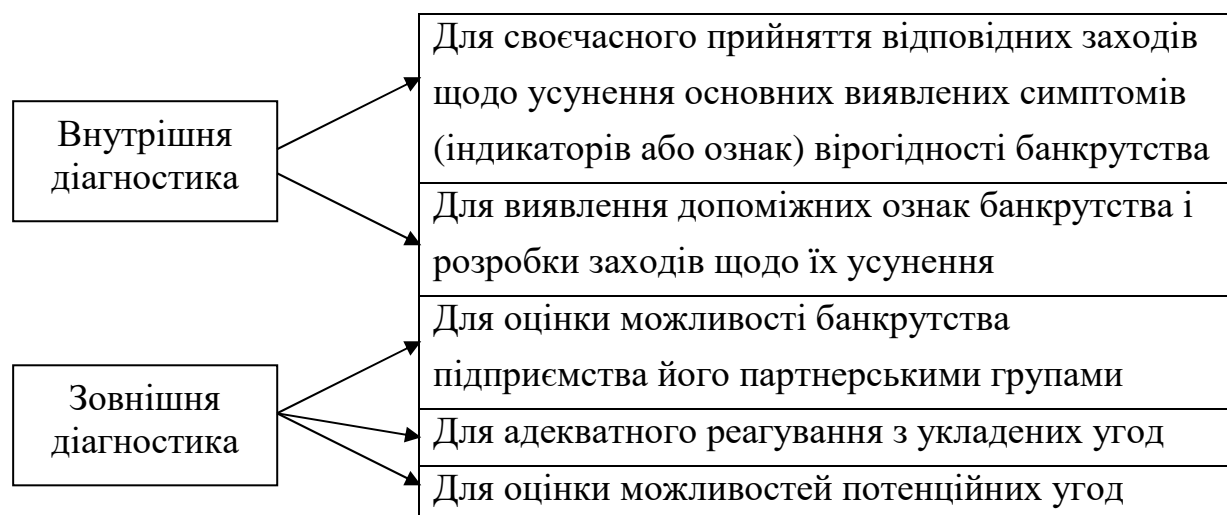 Внутрішня
діагностика
Для своєчасного прийняття відповідних заходів
щодо усунення основних виявлених симптомів
(індикаторів або ознак) вірогідності банкрутства
Для виявлення допоміжних ознак банкрутства і
розробки заходів щодо їх усунення
Зовнішня
діагностика
Для оцінки можливості банкрутства
підприємства його партнерськими групами
Для адекватного реагування з укладених угод
Для оцінки можливостей потенційних угод